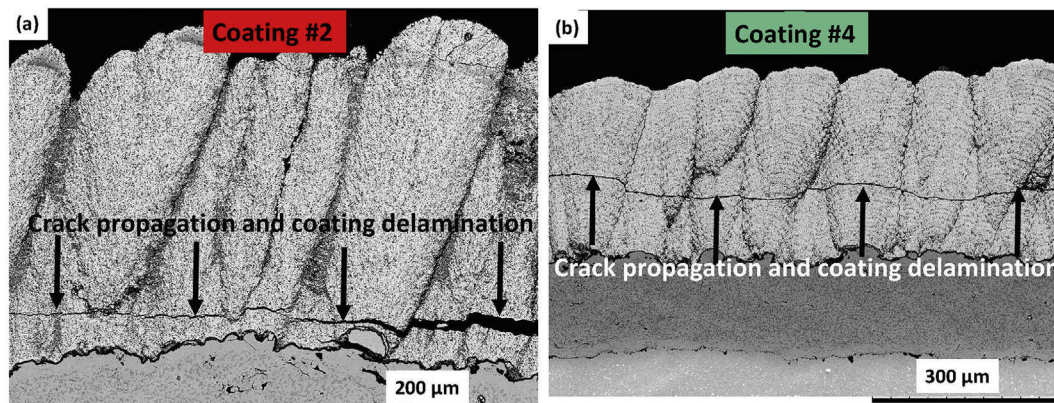 (a)
Coating #2
Crack propagation and coating delamination
200 µm
(b)
Coating #4
Crack propagation and coating delamination
300 µm